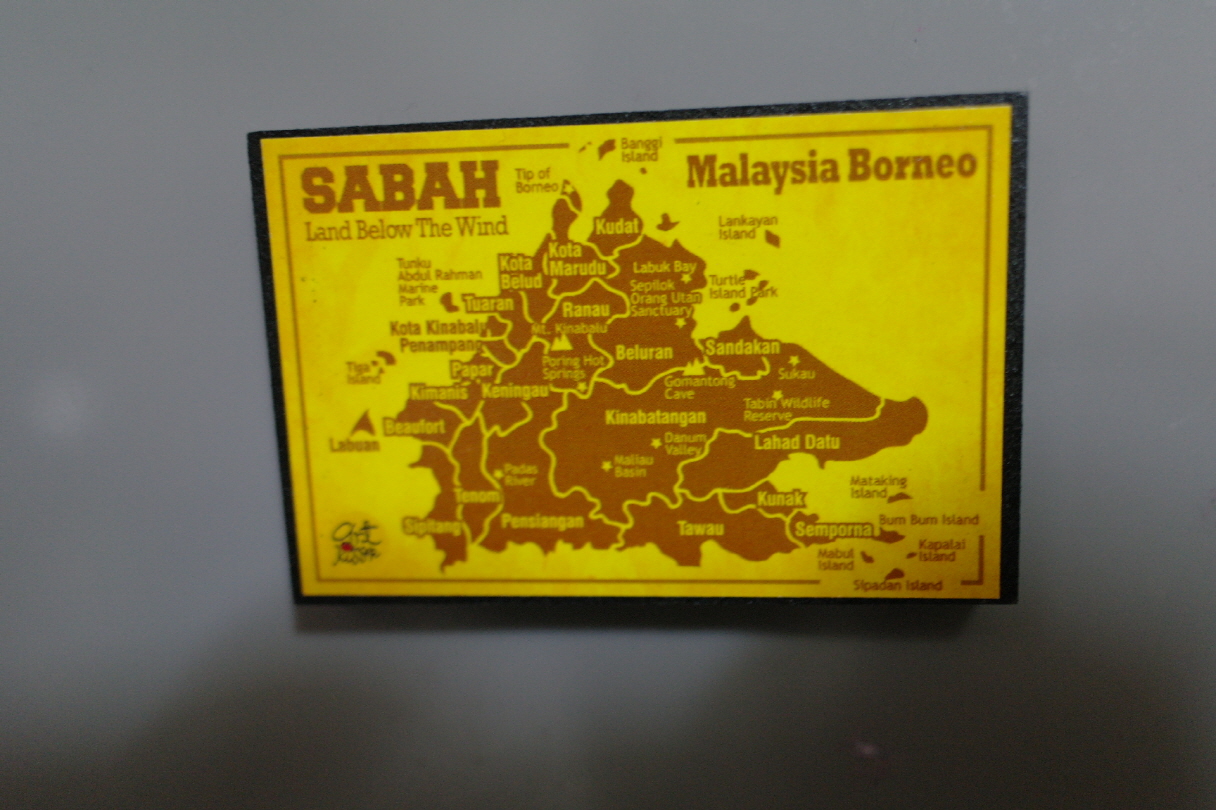 SABAH
Land Below The Wind
Malaysia Borneo
Banggi
Island
Tip of
Borneo
Kudat
Lankayan
Island
Kota
Marudu
Kota
Belud
Labuk Bay
Tunku
Abdul Rahman
Marine
Park
Turtle
Island Park
Sepilok
Orang Utan
Sanctuary
Tuaran
Ranau
Kota Kinabalu
Penampang
Mt. Kinabalu
Beluran
Sandakan
Tiga
Island
Papar
Poring Hot
Springs
Sukau
Gomantong
Cave
Kimanis
Keningau
Tabin Wildlife
Reserve
Kinabatangan
Beaufort
Labuan
Danum
Valley
Lahad Datu
Maliau
Basin
Padas
River
Mataking
Island
Tenom
Kunak
Sipitang
Pensiangan
Tawau
Semporna
Bum Bum Island
Mabul
Island
Kapalai
Island
Sipadan Island